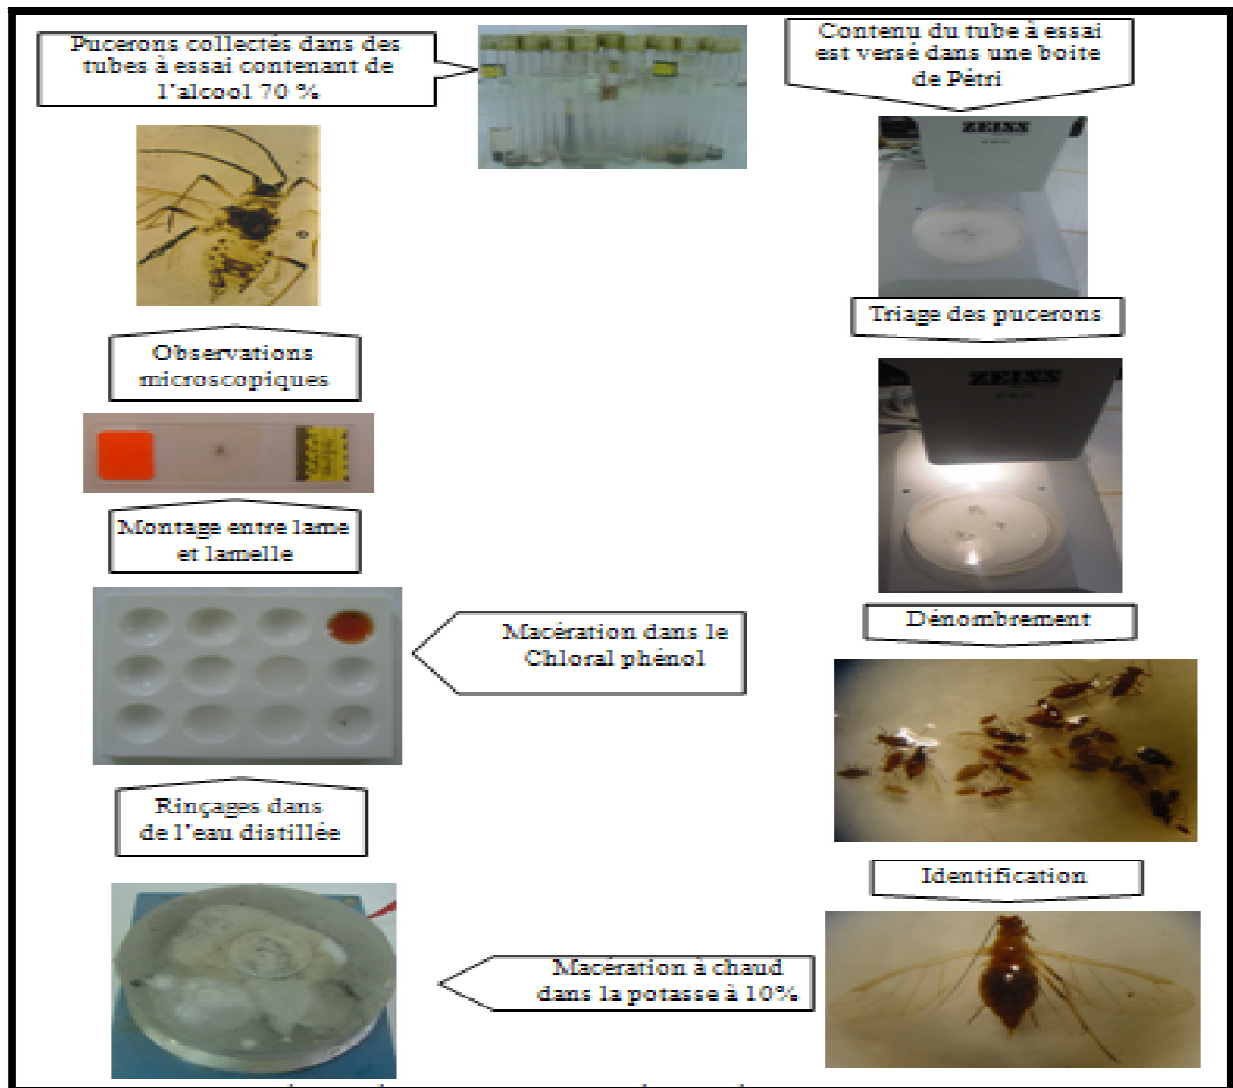 Pucerons collectés dans des
tubes à essai contenant de
l'alcool 70 %
Contenu du tube à essai
est versé dans une boite
de Pétri
ZEISS
Triage des pucerons
ZEISS
Dénombrement
Identification
Macération à chaud
dans la potasse à 10%
Rinçages dans
de l'eau distillée
Macération dans le
Chloral phénol
Montage entre lame
et lamelle
Observations
microscopiques